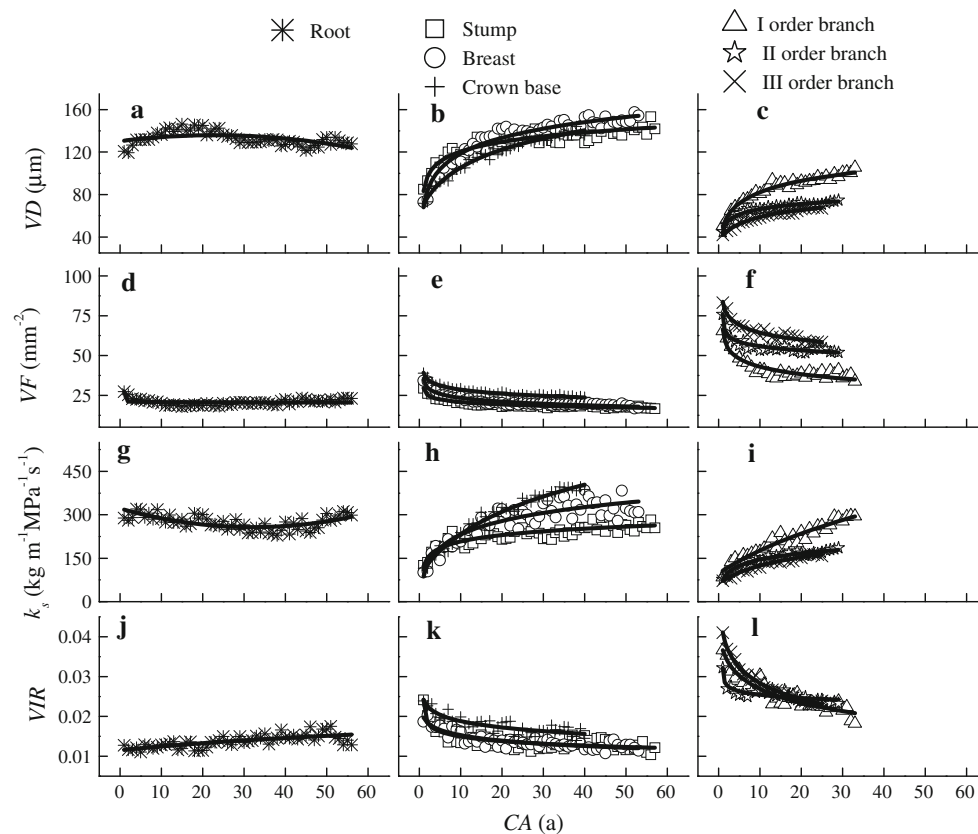 Root
Stump
Breast
Crown base
I order branch
II order branch
III order branch
a
b
c
VD (μm)
160
120
80
40
d
e
f
VF (mm⁻²)
100
75
50
25
g
h
i
kₛ (kg m⁻¹MPa⁻¹s⁻¹)
450
300
150
0
j
k
l
VIR
0.04
0.03
0.02
0.01
0 10 20 30 40 50 60
0 10 20 30 40 50 60
0 10 20 30 40 50 60
CA (a)